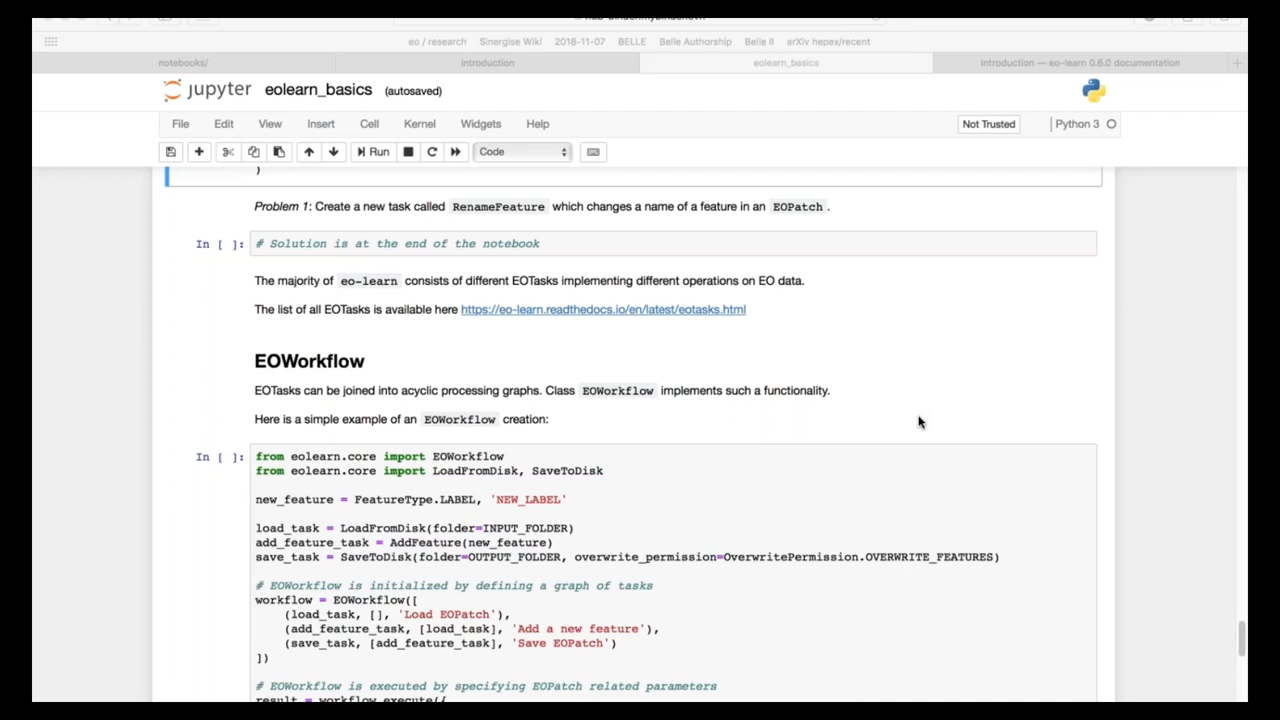 eo / research Sinergise Wiki 2018-11-07 BELLE Belle Authorship Belle II arXiv hepex/recent
notebooks/ introduction eolearn_basics Introduction — eo-learn 0.6.0 documentation +
jupyter eolearn_basics (autosaved)
File Edit View Insert Cell Kernel Widgets Help Not Trusted Python 3
Run Code
)
Problem 1: Create a new task called RenameFeature which changes a name of a feature in an EOPatch .
In [ ]: # Solution is at the end of the notebook
The majority of eo-learn consists of different EOTasks implementing different operations on EO data.
The list of all EOTasks is available here https://eo-learn.readthedocs.io/en/latest/eotasks.html
EOWorkflow
EOTasks can be joined into acyclic processing graphs. Class EOWorkflow implements such a functionality.
Here is a simple example of an EOWorkflow creation:
In [ ]: from eolearn.core import EOWorkflow
from eolearn.core import LoadFromDisk, SaveToDisk
new_feature = FeatureType.LABEL, 'NEW_LABEL'
load_task = LoadFromDisk(folder=INPUT_FOLDER)
add_feature_task = AddFeature(new_feature)
save_task = SaveToDisk(folder=OUTPUT_FOLDER, overwrite_permission=OverwritePermission.OVERWRITE_FEATURES)
# EOWorkflow is initialized by defining a graph of tasks
workflow = EOWorkflow([
(load_task, [], 'Load EOPatch'),
(add_feature_task, [load_task], 'Add a new feature'),
(save_task, [add_feature_task], 'Save EOPatch')
])
# EOWorkflow is executed by specifying EOPatch related parameters
result = workflow.execute({